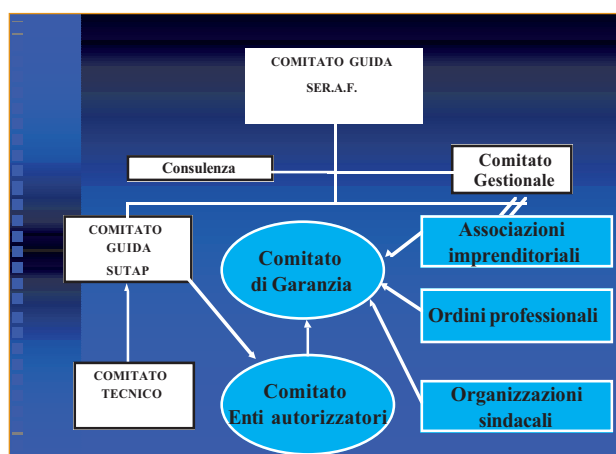 COMITATO GUIDA
SER.A.F.
Consulenza
Comitato
Gestionale
COMITATO
GUIDA
SUTAP
Comitato
di Garanzia
Associazioni
imprenditoriali
Ordini professionali
COMITATO
TECNICO
Comitato
Enti autorizzatori
Organizzazioni
sindacali